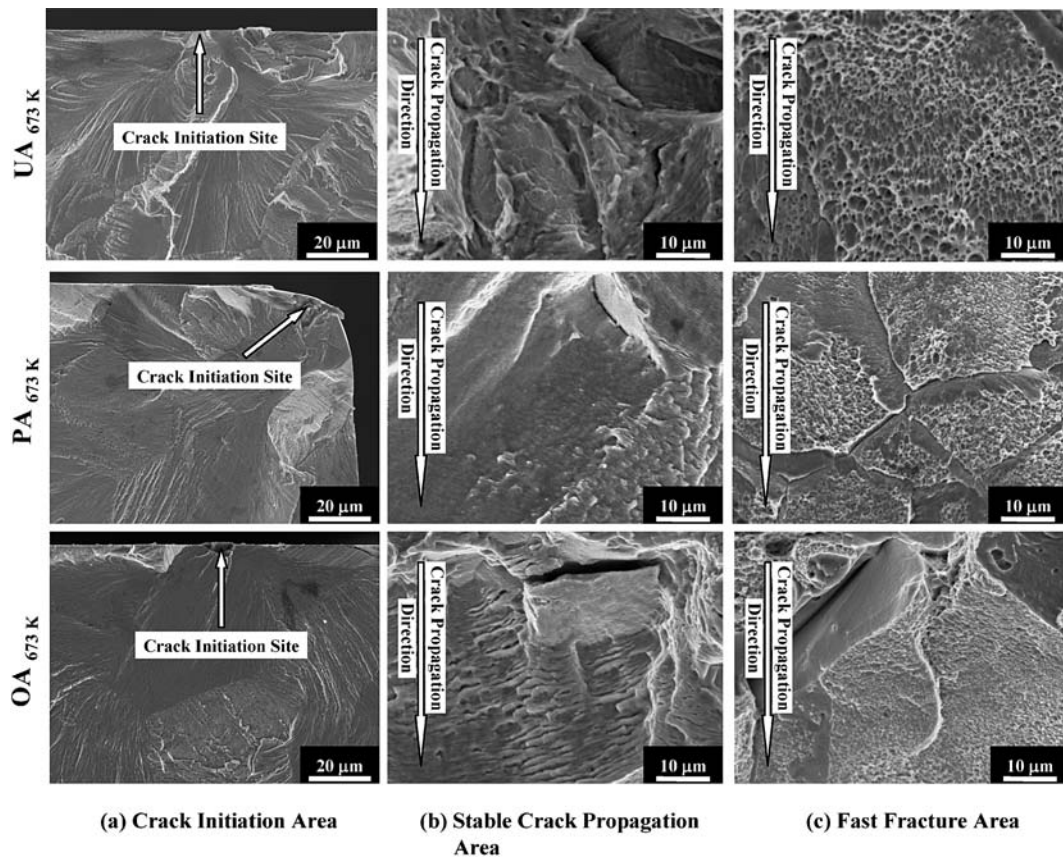 UA 673 K
Crack Initiation Site
20 μm
Crack Propagation
Direction
10 μm
Crack Propagation
Direction
10 μm
PA 673 K
Crack Initiation Site
20 μm
Crack Propagation
Direction
10 μm
Crack Propagation
Direction
10 μm
OA 673 K
Crack Initiation Site
20 μm
Crack Propagation
Direction
10 μm
Crack Propagation
Direction
10 μm
(a) Crack Initiation Area
(b) Stable Crack Propagation
Area
(c) Fast Fracture Area